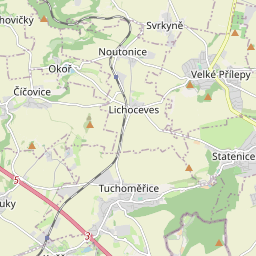 hovičky
Svrkyně
Noutonice
Okoř
Velké Přílepy
Číčovice
Lichoceves
Statenice
5
Tuchoměřice
uky
3